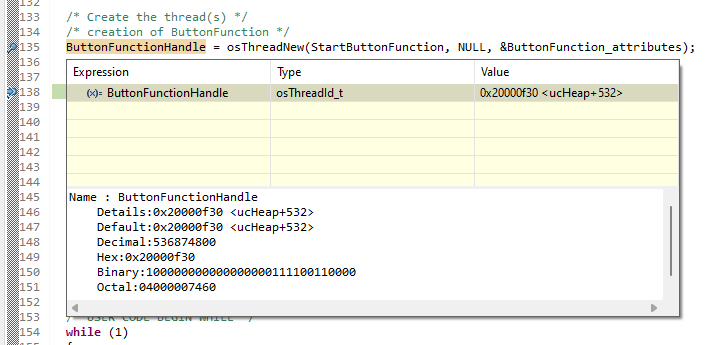 132
133 /* Create the thread(s) */
134 /* creation of ButtonFunction */
135 ButtonFunctionHandle = osThreadNew(StartButtonFunction, NULL, &ButtonFunction_attributes);
136
137 Expression Type Value
138 (x)= ButtonFunctionHandle osThreadId_t 0x20000f30 <ucHeap+532>
139
140
141
142
143
144
145 Name : ButtonFunctionHandle
146 Details:0x20000f30 <ucHeap+532>
147 Default:0x20000f30 <ucHeap+532>
148 Decimal:536874800
149 Hex:0x20000f30
150 Binary:100000000000000000111100110000
151 Octal:04000007460
152
153 /* USER CODE BEGIN WHILE */
154 while (1)
155 {